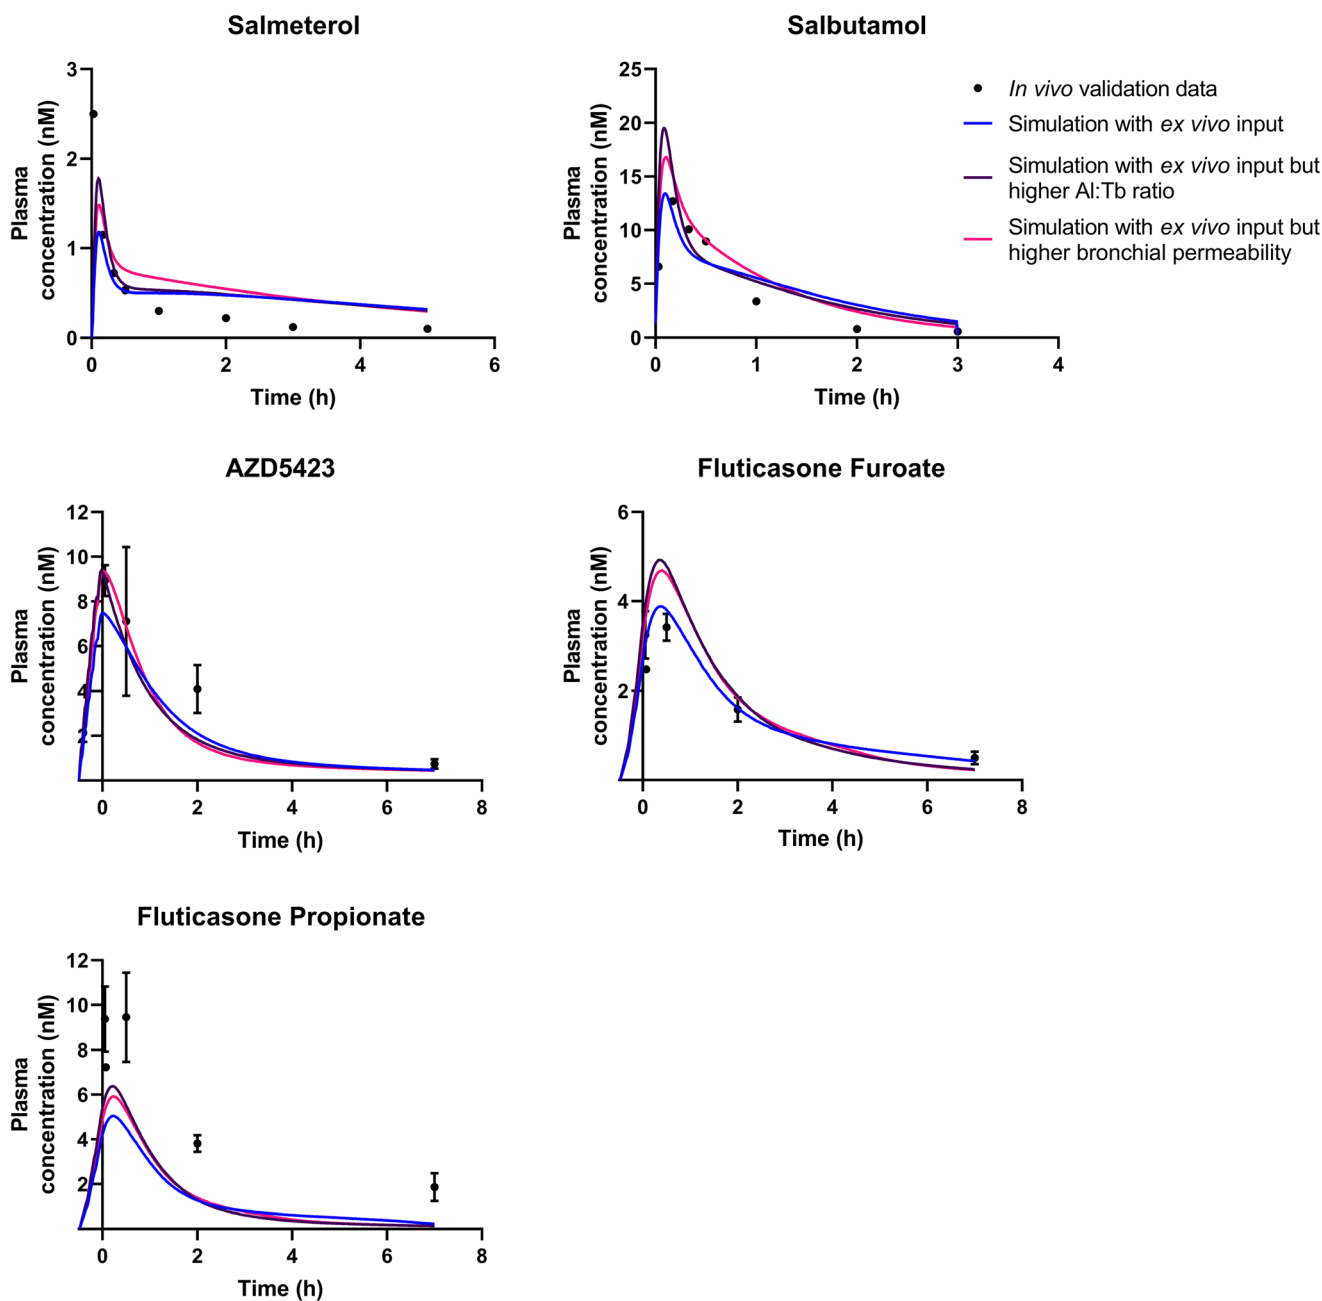 Salmeterol
Plasma
concentration (nM)
3
2
1
0
0 2 4 6
Time (h)
Salbutamol
Plasma
concentration (nM)
25
20
15
10
5
0
0 1 2 3 4
Time (h)
In vivo validation data
Simulation with ex vivo input
Simulation with ex vivo input but
higher Al:Tb ratio
Simulation with ex vivo input but
higher bronchial permeability
AZD5423
Plasma
concentration (nM)
12
10
8
6
4
2
0 2 4 6 8
Time (h)
Fluticasone Furoate
Plasma
concentration (nM)
6
4
2
0 2 4 6 8
Time (h)
Fluticasone Propionate
Plasma
concentration (nM)
12
10
8
6
4
2
0 2 4 6 8
Time (h)